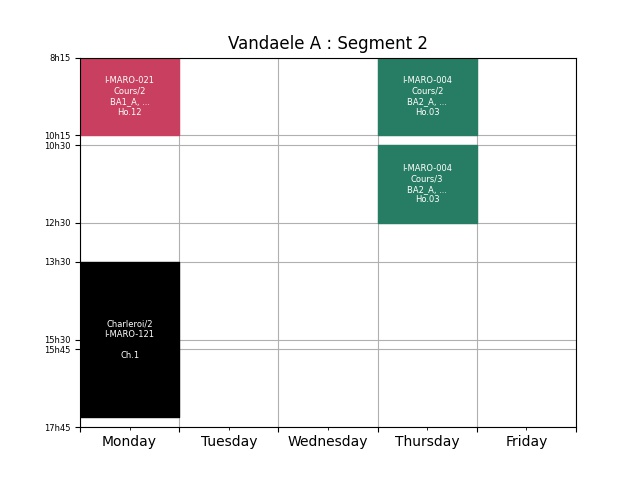 Vandaele A : Segment 2
8h15
I-MARO-021
Cours/2
BA1_A, ...
Ho.12
I-MARO-004
Cours/2
BA2_A, ...
Ho.03
10h15
10h30
I-MARO-004
Cours/3
BA2_A, ...
Ho.03
12h30
13h30
Charleroi/2
I-MARO-121
Ch.1
15h30
15h45
17h45
Monday Tuesday Wednesday Thursday Friday